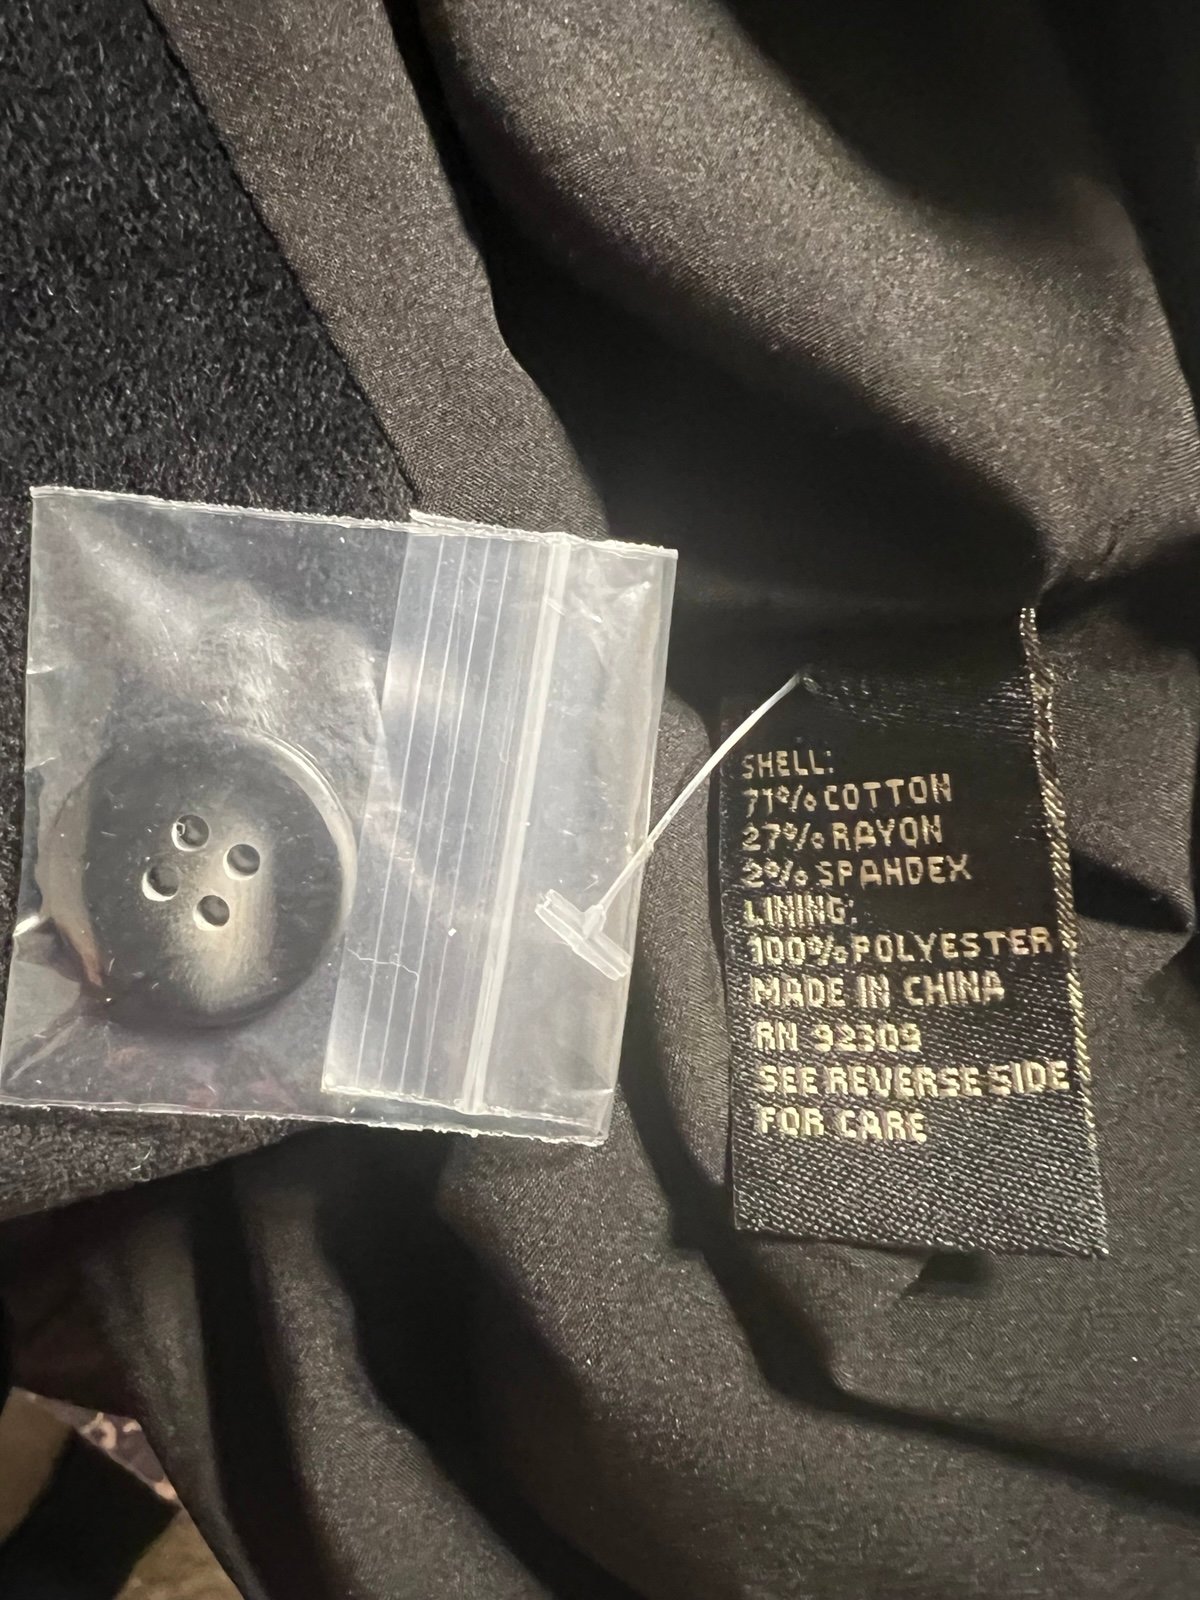 SHELL:
71% COTTON
27% RAYON
2% SPANDEX
LINING:
100% POLYESTER
MADE IN CHINA
RN 92309
SEE REVERSE SIDE
FOR CARE